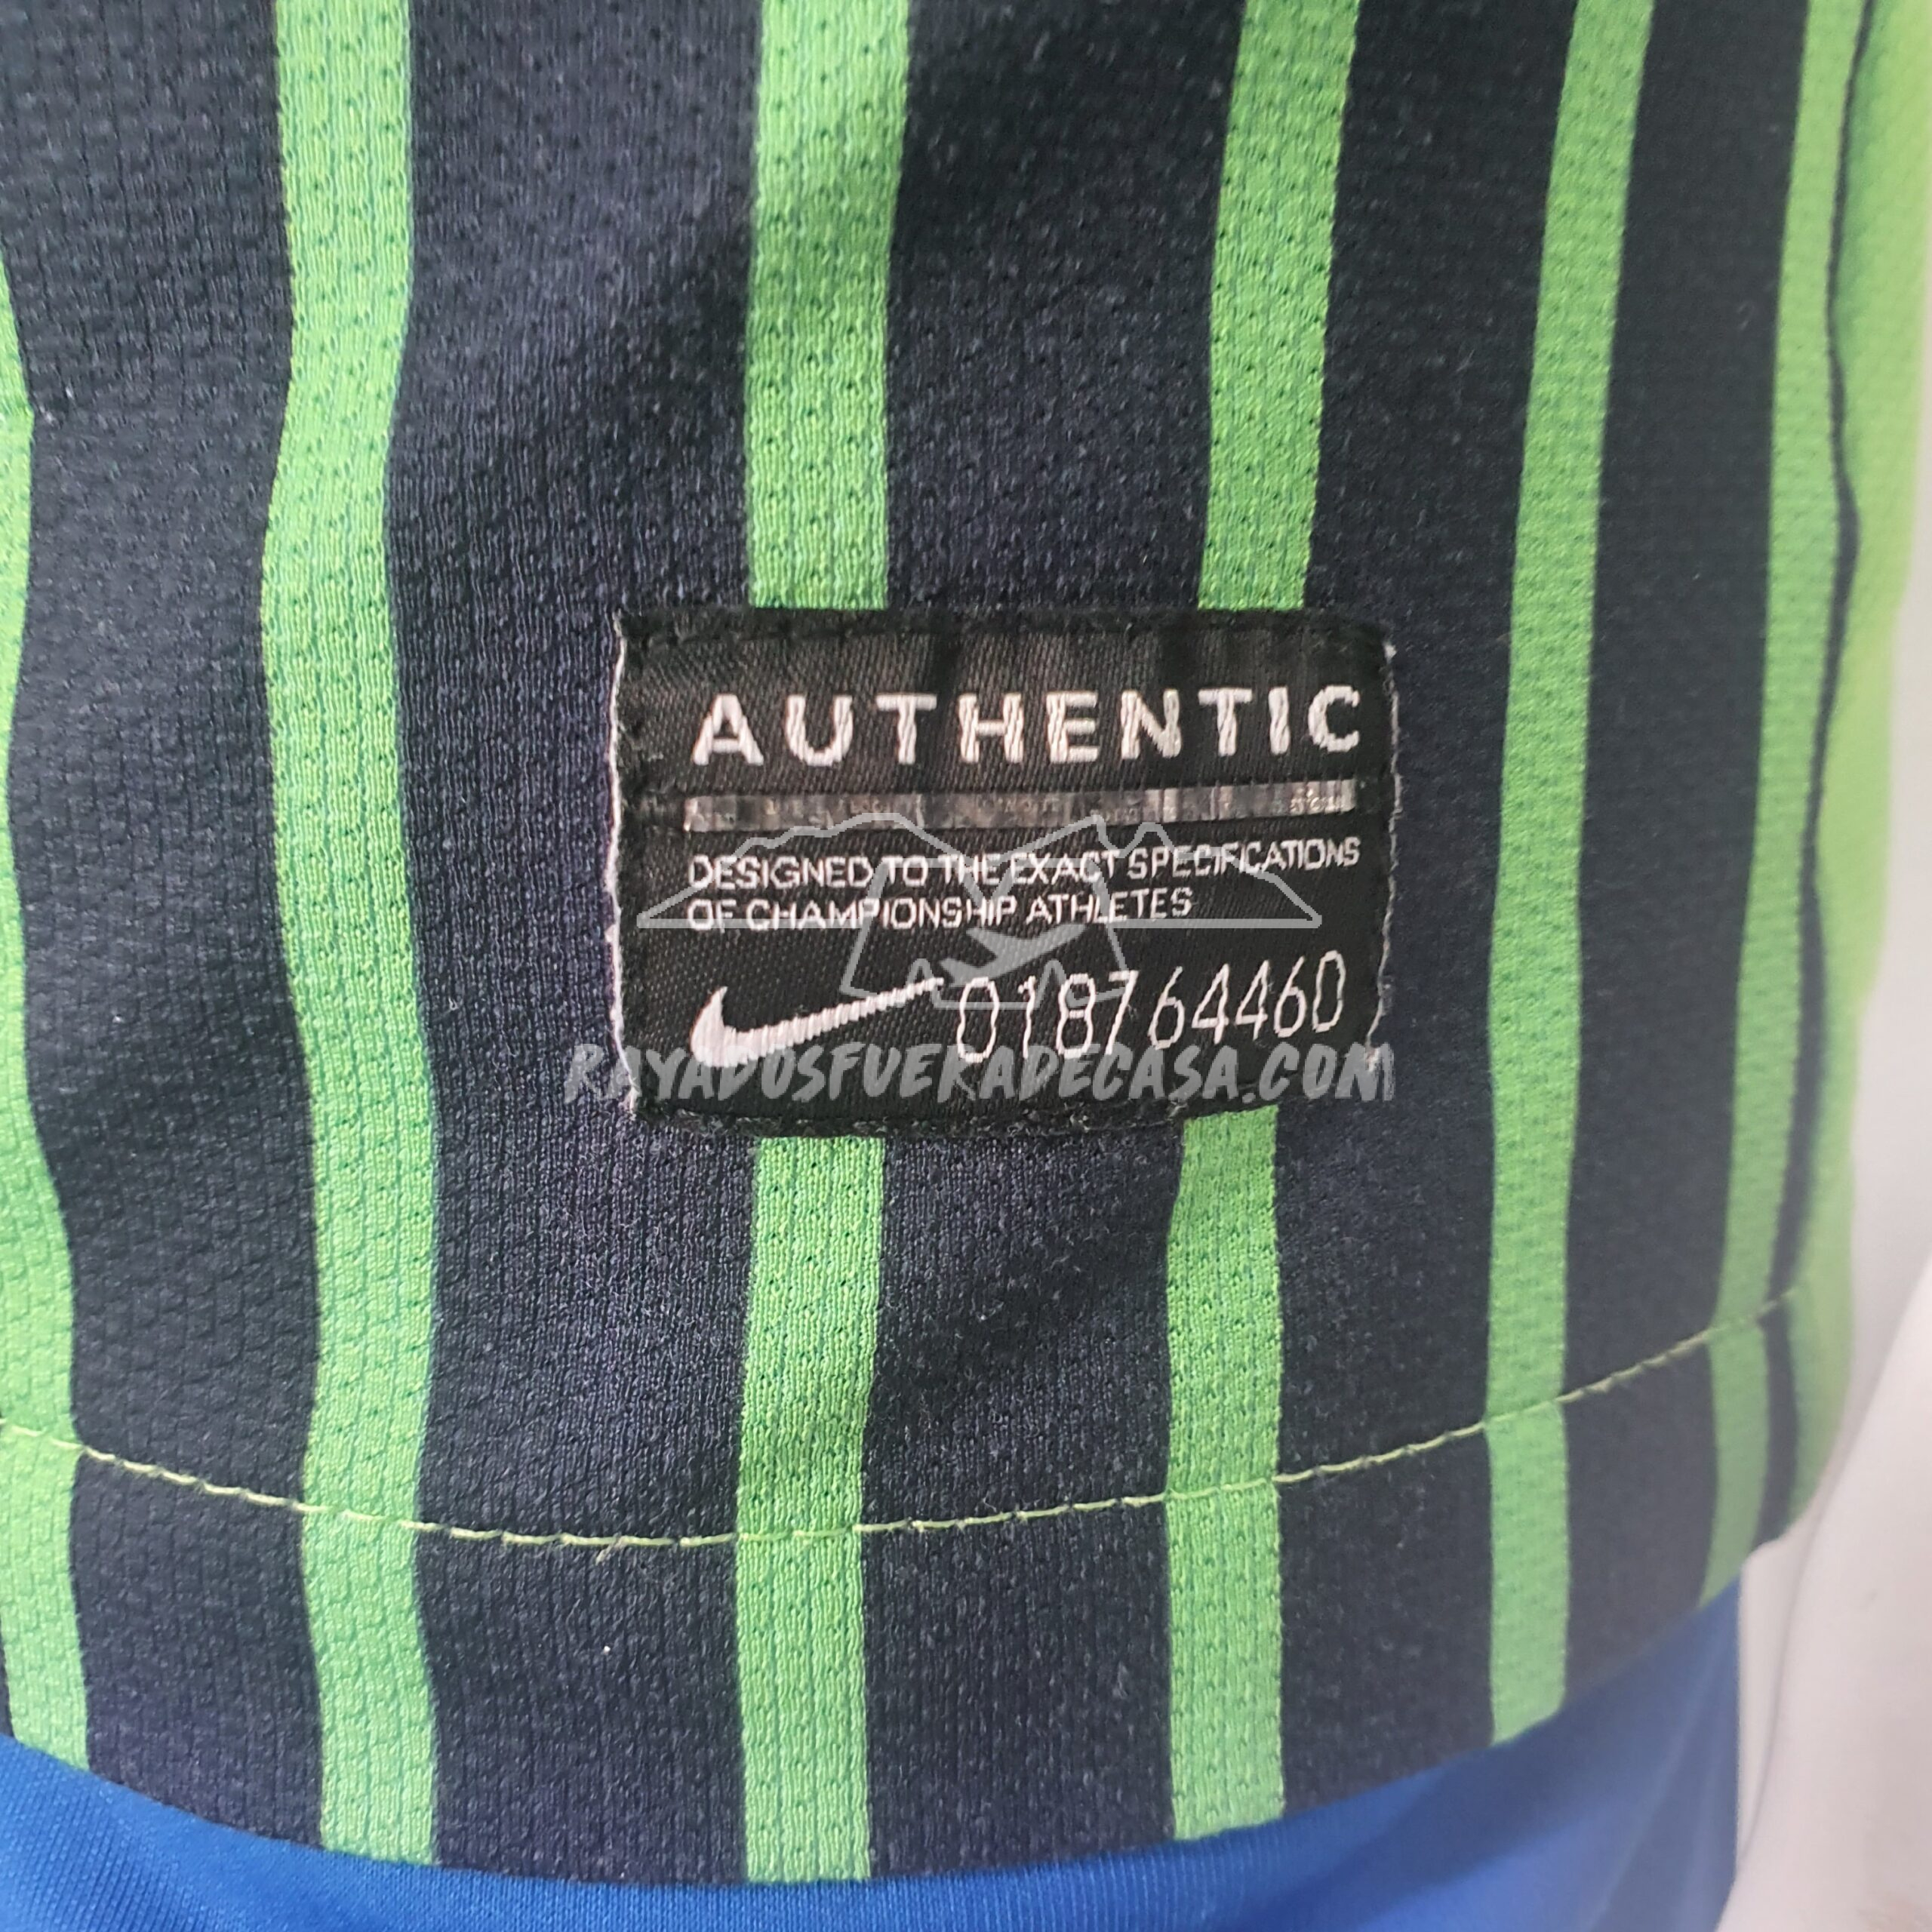 AUTHENTIC
DESIGNED TO THE EXACT SPECIFICATIONS
OF CHAMPIONSHIP ATHLETES
018764460
RAYADOSFUERADECASA.COM